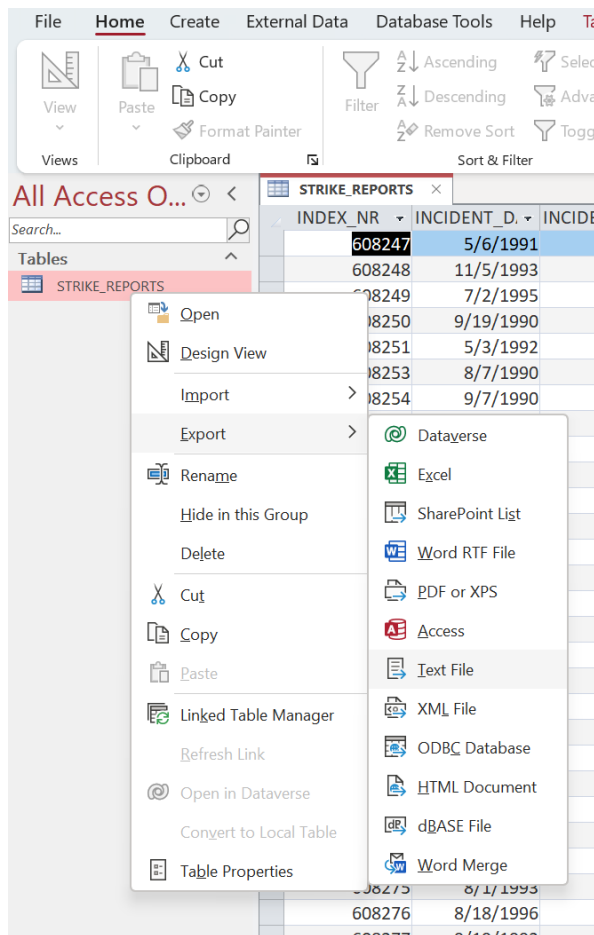 File Home Create External Data Database Tools Help
View
Paste
Cut
Copy
Format Painter
Filter
Ascending
Descending
Remove Sort
Views
Clipboard
Sort & Filter
All Access O...
Search...
Tables
STRIKE_REPORTS
STRIKE_REPORTS
INDEX_NR INCIDENT_D.
608247 5/6/1991
608248 11/5/1993
7/2/1995
9/19/1990
5/3/1992
8/7/1990
9/7/1990
Open
Design View
Import
Export
Rename
Hide in this Group
Delete
Cut
Copy
Paste
Linked Table Manager
Refresh Link
Open in Dataverse
Convert to Local Table
Table Properties
Dataverse
Excel
SharePoint List
Word RTF File
PDF or XPS
Access
Text File
XML File
ODBC Database
HTML Document
dBASE File
Word Merge
8/1/1993
608276 8/18/1996